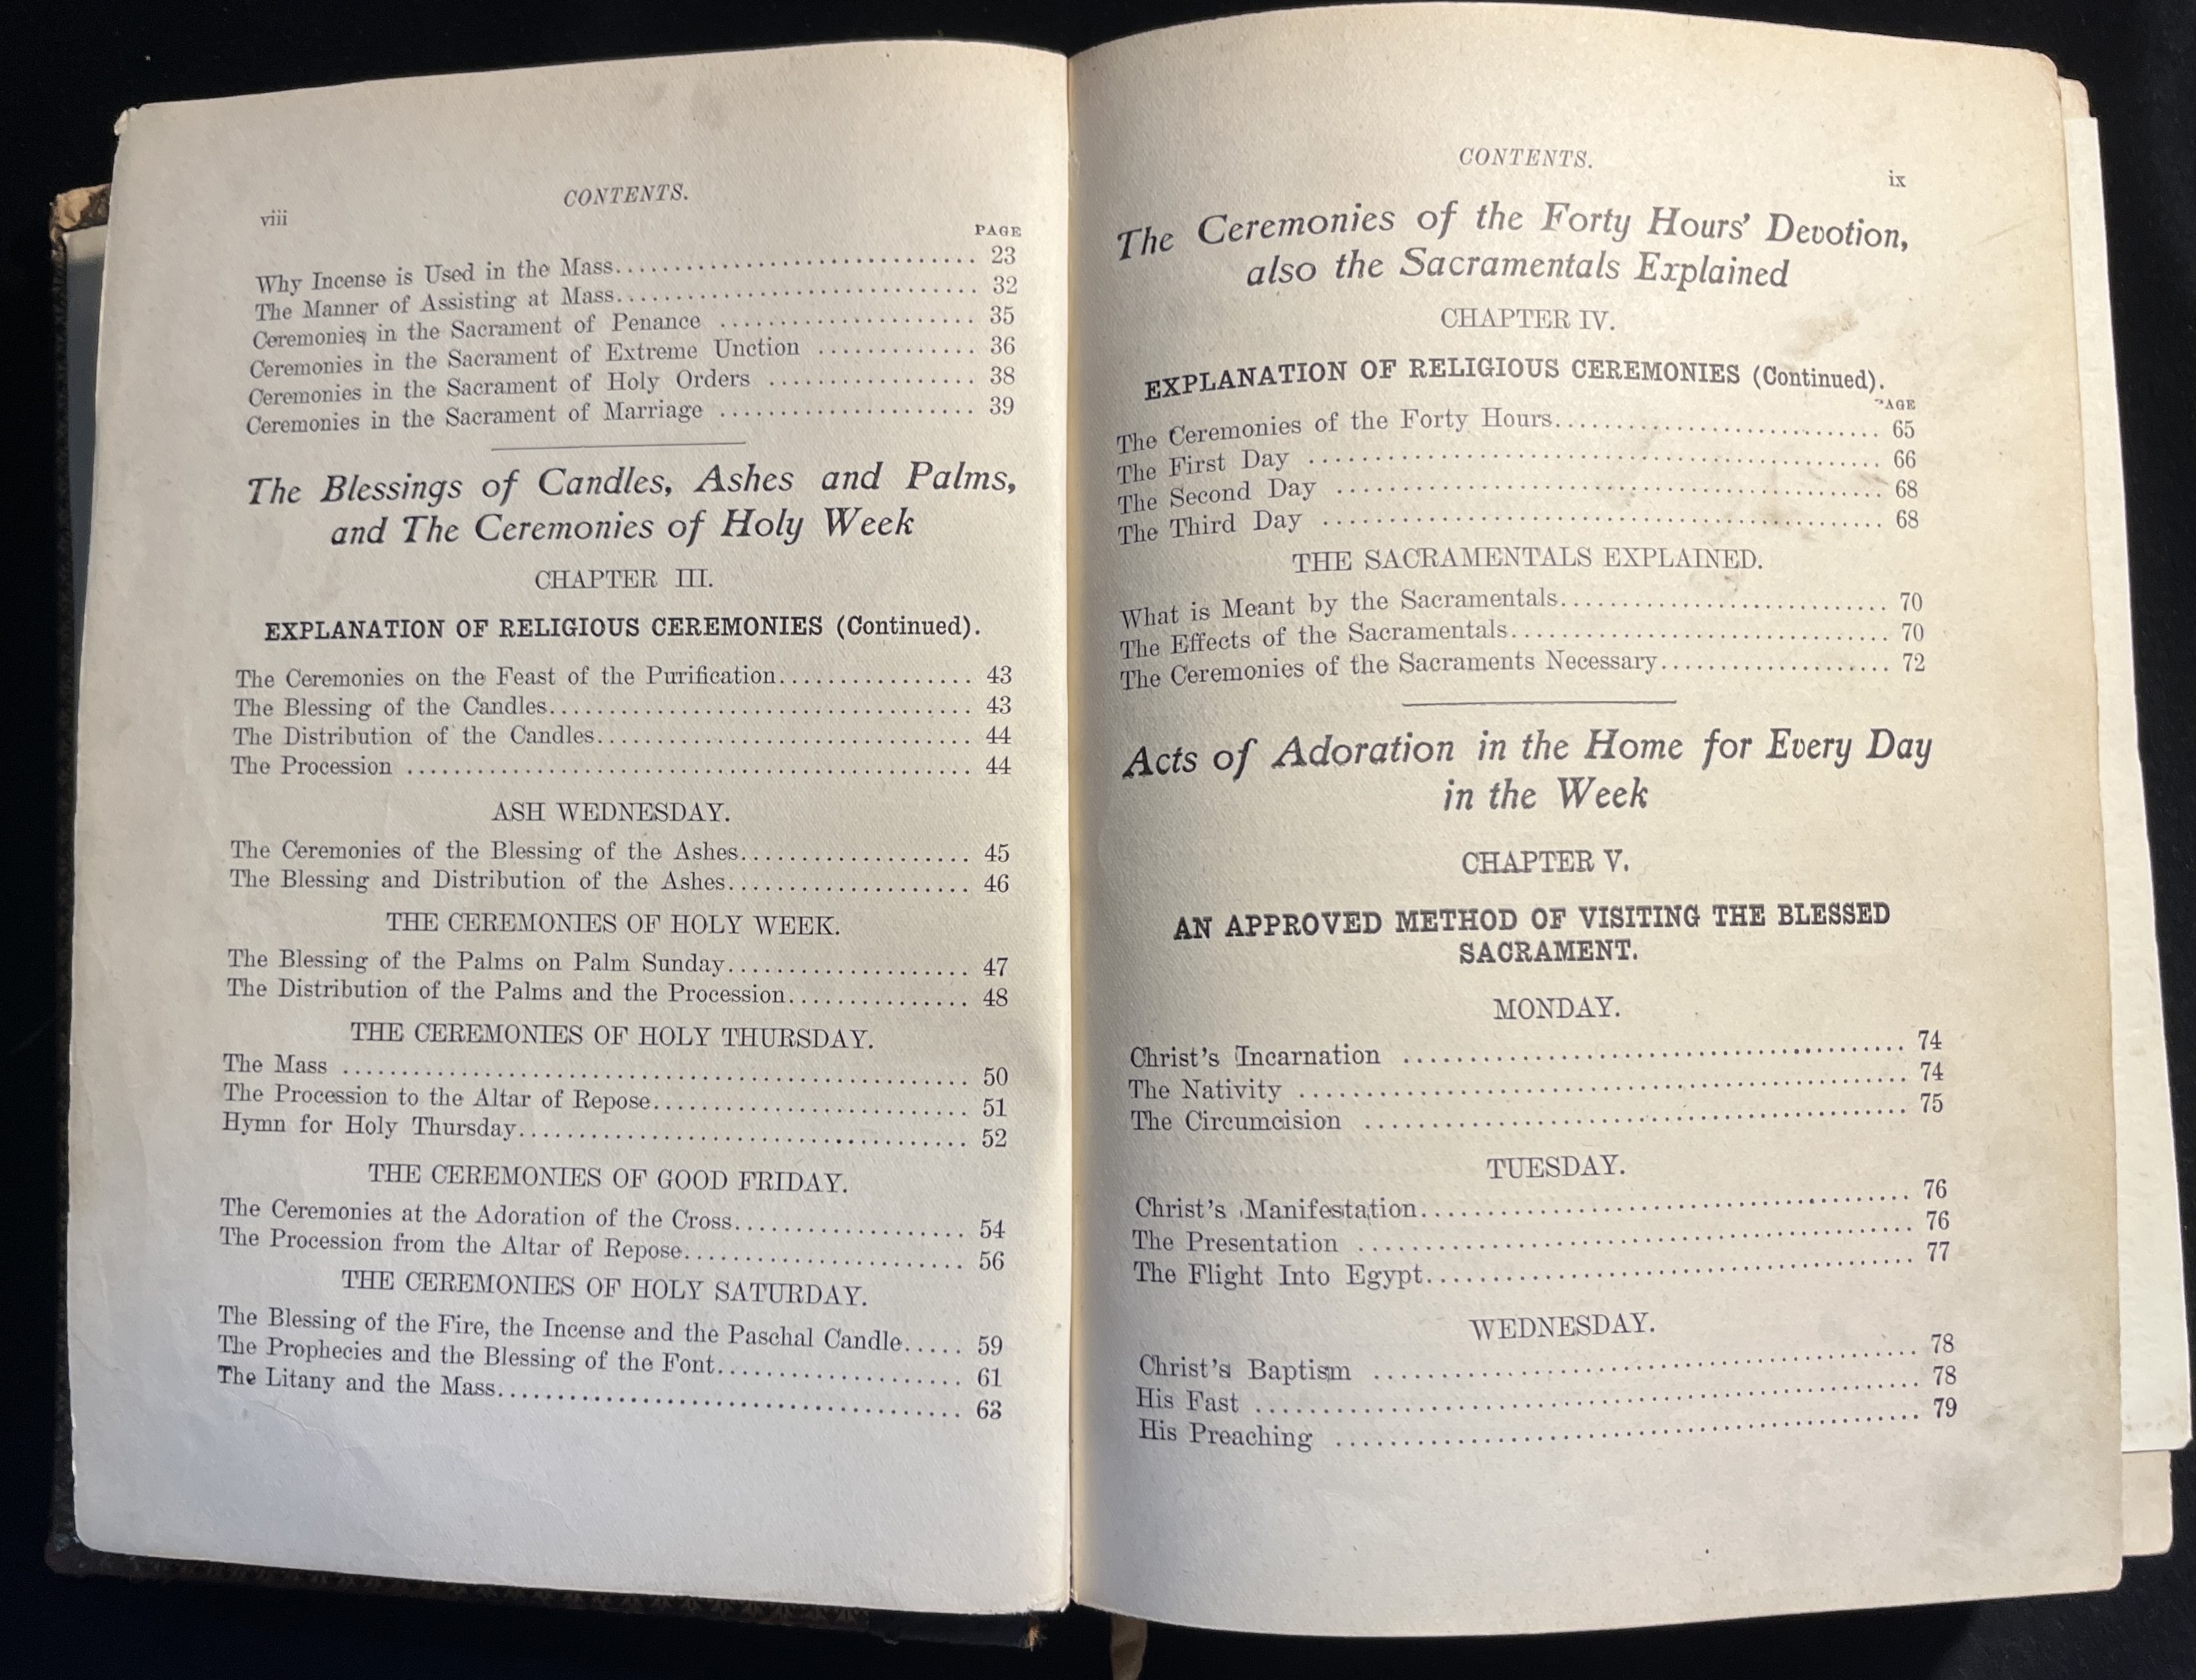 viii
CONTENTS.
PAGE
Why Incense is Used in the Mass.................................. 23
The Manner of Assisting at Mass.................................. 32
Ceremonies in the Sacrament of Penance ....................... 35
Ceremonies in the Sacrament of Extreme Unction .............. 36
Ceremonies in the Sacrament of Holy Orders .................. 38
Ceremonies in the Sacrament of Marriage ....................... 39
The Blessings of Candles, Ashes and Palms,
and The Ceremonies of Holy Week
CHAPTER III.
EXPLANATION OF RELIGIOUS CEREMONIES (Continued).
The Ceremonies on the Feast of the Purification................ 43
The Blessing of the Candles..................................... 43
The Distribution of the Candles................................. 44
The Procession .................................................. 44
ASH WEDNESDAY.
The Ceremonies of the Blessing of the Ashes.................... 45
The Blessing and Distribution of the Ashes..................... 46
THE CEREMONIES OF HOLY WEEK.
The Blessing of the Palms on Palm Sunday..................... 47
The Distribution of the Palms and the Procession............... 48
THE CEREMONIES OF HOLY THURSDAY.
The Mass ........................................................ 50
The Procession to the Altar of Repose........................... 51
Hymn for Holy Thursday........................................ 52
THE CEREMONIES OF GOOD FRIDAY.
The Ceremonies at the Adoration of the Cross.................... 54
The Procession from the Altar of Repose........................ 56
THE CEREMONIES OF HOLY SATURDAY.
The Blessing of the Fire, the Incense and the Paschal Candle..... 59
The Prophecies and the Blessing of the Font..................... 61
The Litany and the Mass......................................... 63
CONTENTS.
ix
The Ceremonies of the Forty Hours' Devotion,
also the Sacramentals Explained
CHAPTER IV.
EXPLANATION OF RELIGIOUS CEREMONIES (Continued).
PAGE
The Ceremonies of the Forty Hours............................. 65
The First Day .................................................. 66
The Second Day ................................................ 68
The Third Day .................................................. 68
THE SACRAMENTALS EXPLAINED.
What is Meant by the Sacramentals............................. 70
The Effects of the Sacramentals................................. 70
The Ceremonies of the Sacraments Necessary.................... 72
Acts of Adoration in the Home for Every Day
in the Week
CHAPTER V.
AN APPROVED METHOD OF VISITING THE BLESSED
SACRAMENT.
MONDAY.
Christ's Incarnation ............................................ 74
The Nativity .................................................... 74
The Circumcision ............................................... 75
TUESDAY.
Christ's Manifestation........................................... 76
The Presentation ................................................ 76
The Flight Into Egypt........................................... 77
WEDNESDAY.
Christ's Baptism ................................................ 78
His Fast ........................................................ 78
His Preaching ................................................... 79